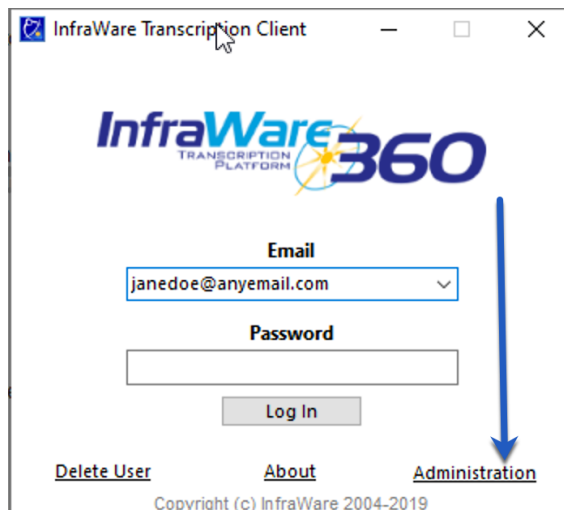 InfraWare Transcription Client
InfraWare 360
TRANSCRIPTION
PLATFORM
Email
janedoe@anyemail.com
Password
Log In
Delete User About Administration
Copyright (c) InfraWare 2004-2019